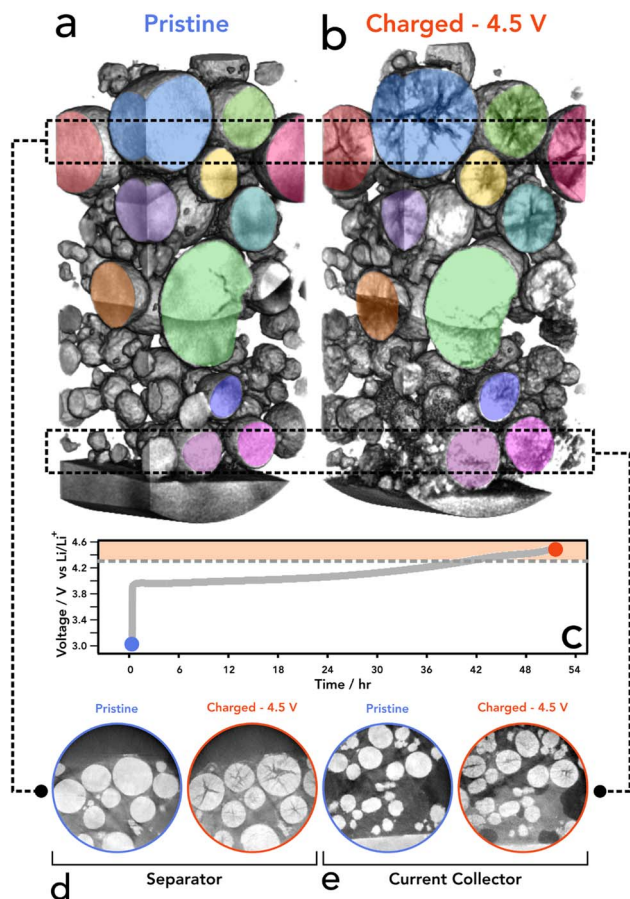 a
Pristine
b
Charged - 4.5 V
Voltage / V vs Li/Li+
4.6
4.2
3.8
3.4
3.0
C
0 6 12 18 24 30 36 42 48 54
Time / hr
Pristine
Charged - 4.5 V
Pristine
Charged - 4.5 V
Separator
Current Collector
d
e